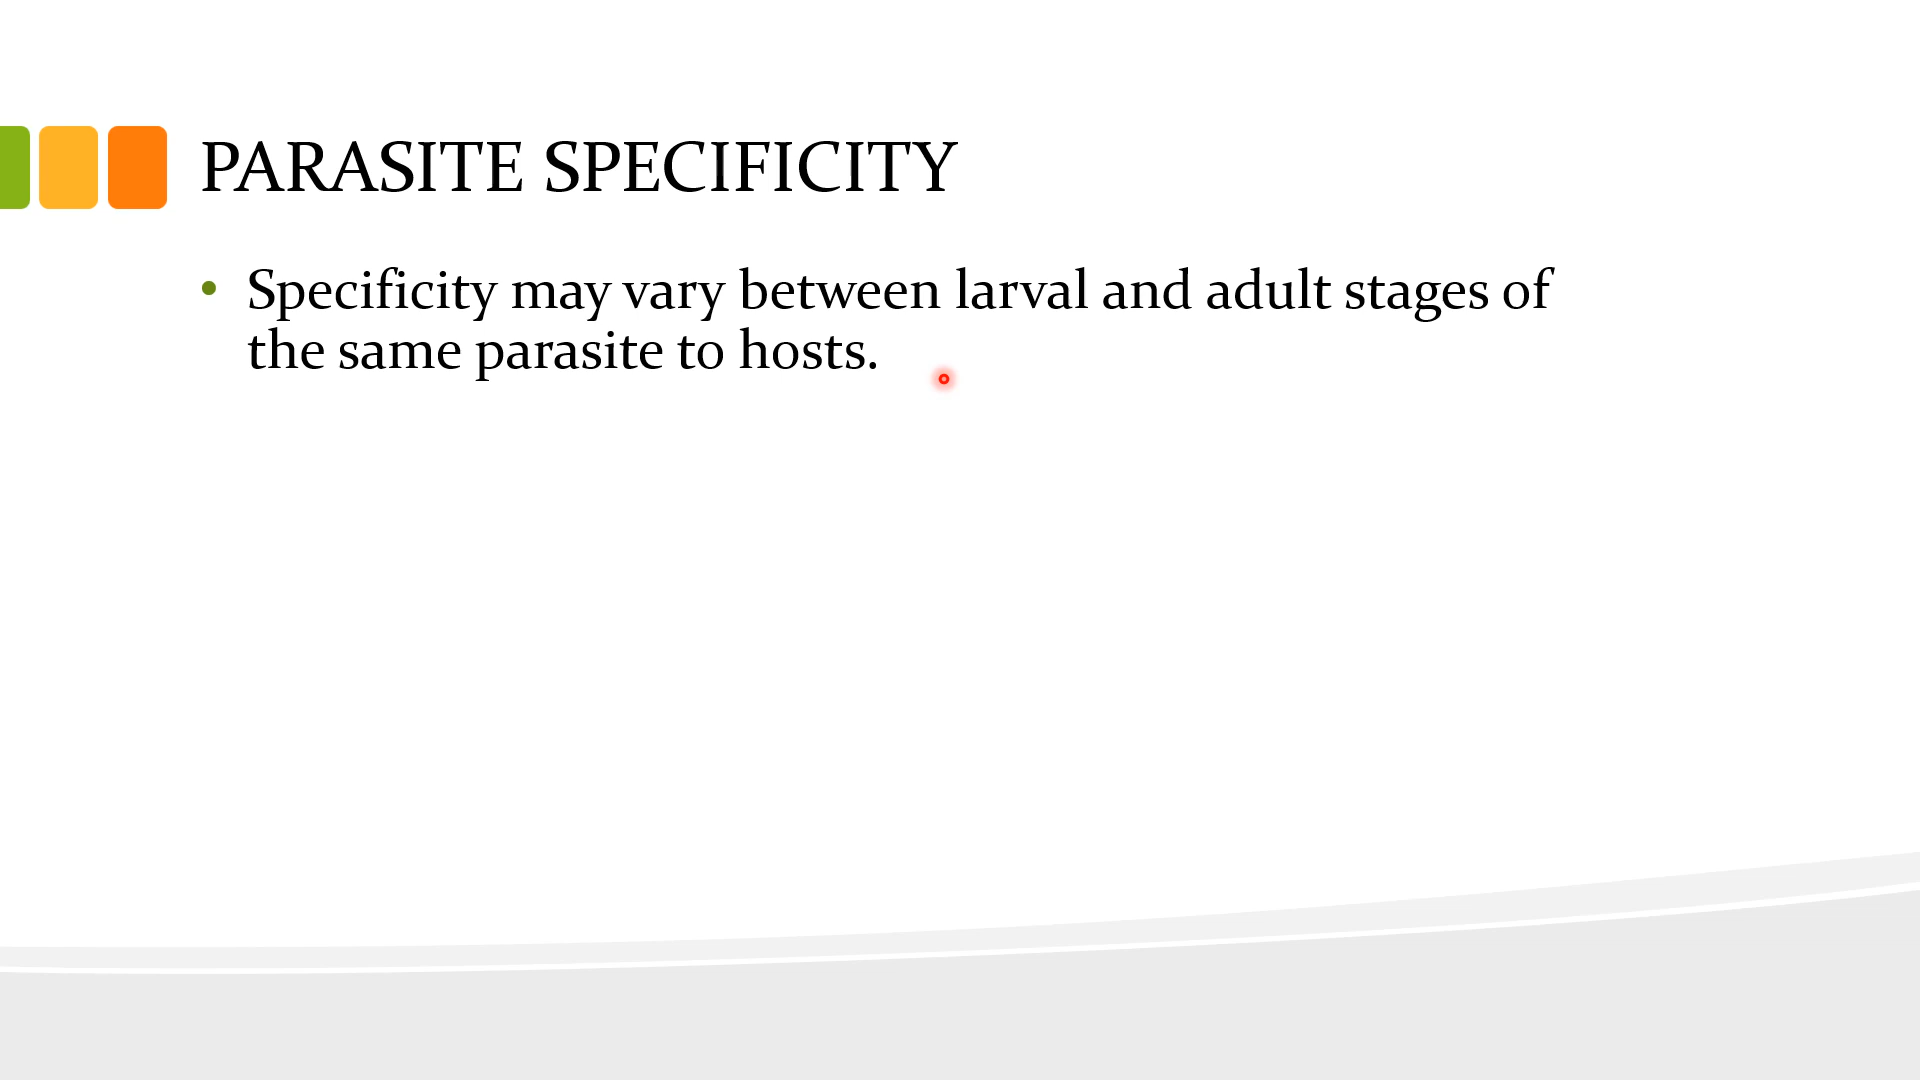 PARASITE SPECIFICITY
• Specificity may vary between larval and adult stages of
the same parasite to hosts.